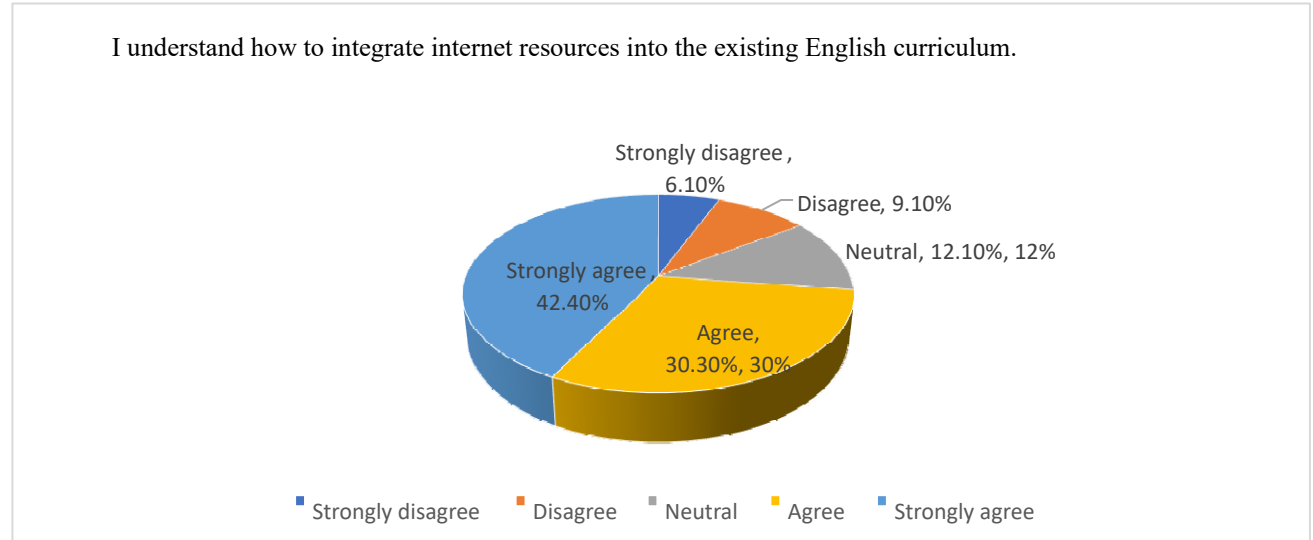 I understand how to integrate internet resources into the existing English curriculum.
Strongly disagree ,
6.10%
Disagree, 9.10%
Neutral, 12.10%, 12%
Strongly agree ,
42.40%
Agree,
30.30%, 30%
Strongly disagree
Disagree
Neutral
Agree
Strongly agree